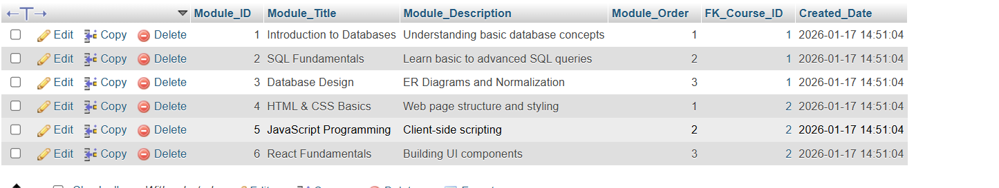 Module_ID Module_Title Module_Description Module_Order FK_Course_ID Created_Date
Edit Copy Delete 1 Introduction to Databases Understanding basic database concepts 1 1 2026-01-17 14:51:04
Edit Copy Delete 2 SQL Fundamentals Learn basic to advanced SQL queries 2 1 2026-01-17 14:51:04
Edit Copy Delete 3 Database Design ER Diagrams and Normalization 3 1 2026-01-17 14:51:04
Edit Copy Delete 4 HTML & CSS Basics Web page structure and styling 1 2 2026-01-17 14:51:04
Edit Copy Delete 5 JavaScript Programming Client-side scripting 2 2 2026-01-17 14:51:04
Edit Copy Delete 6 React Fundamentals Building UI components 3 2 2026-01-17 14:51:04